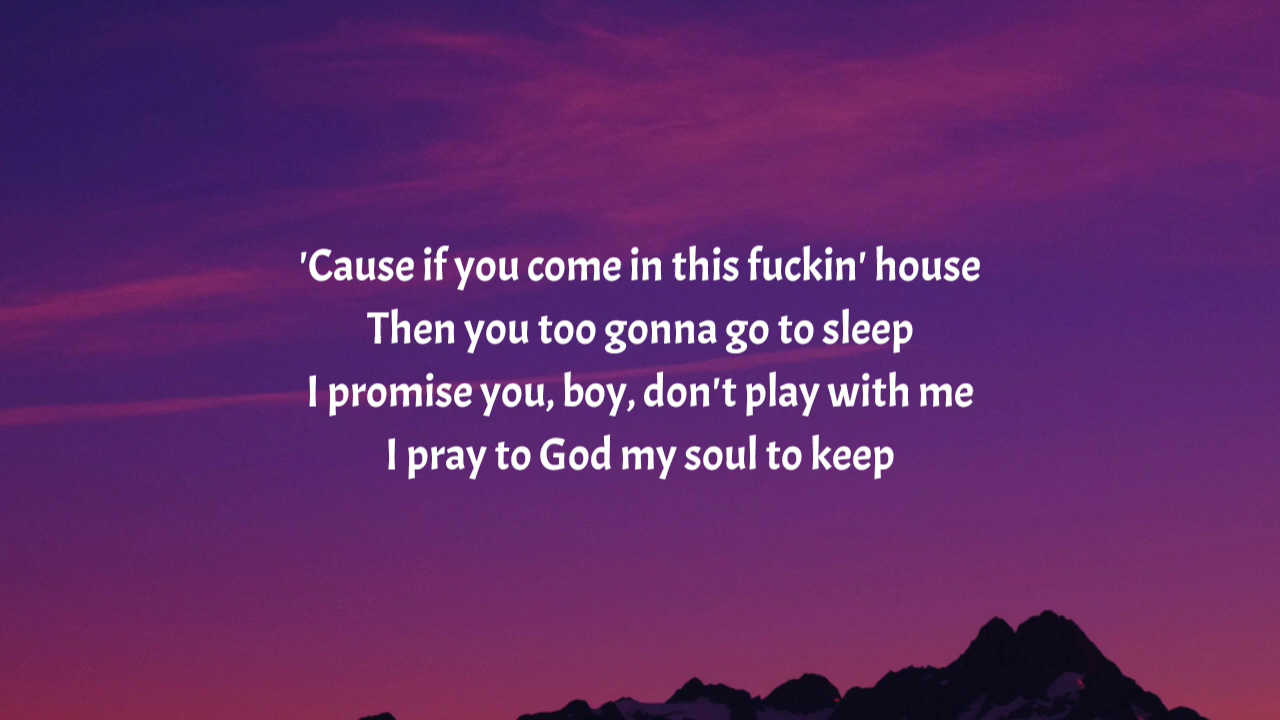 'Cause if you come in this fuckin' house
Then you too gonna go to sleep
I promise you, boy, don't play with me
I pray to God my soul to keep